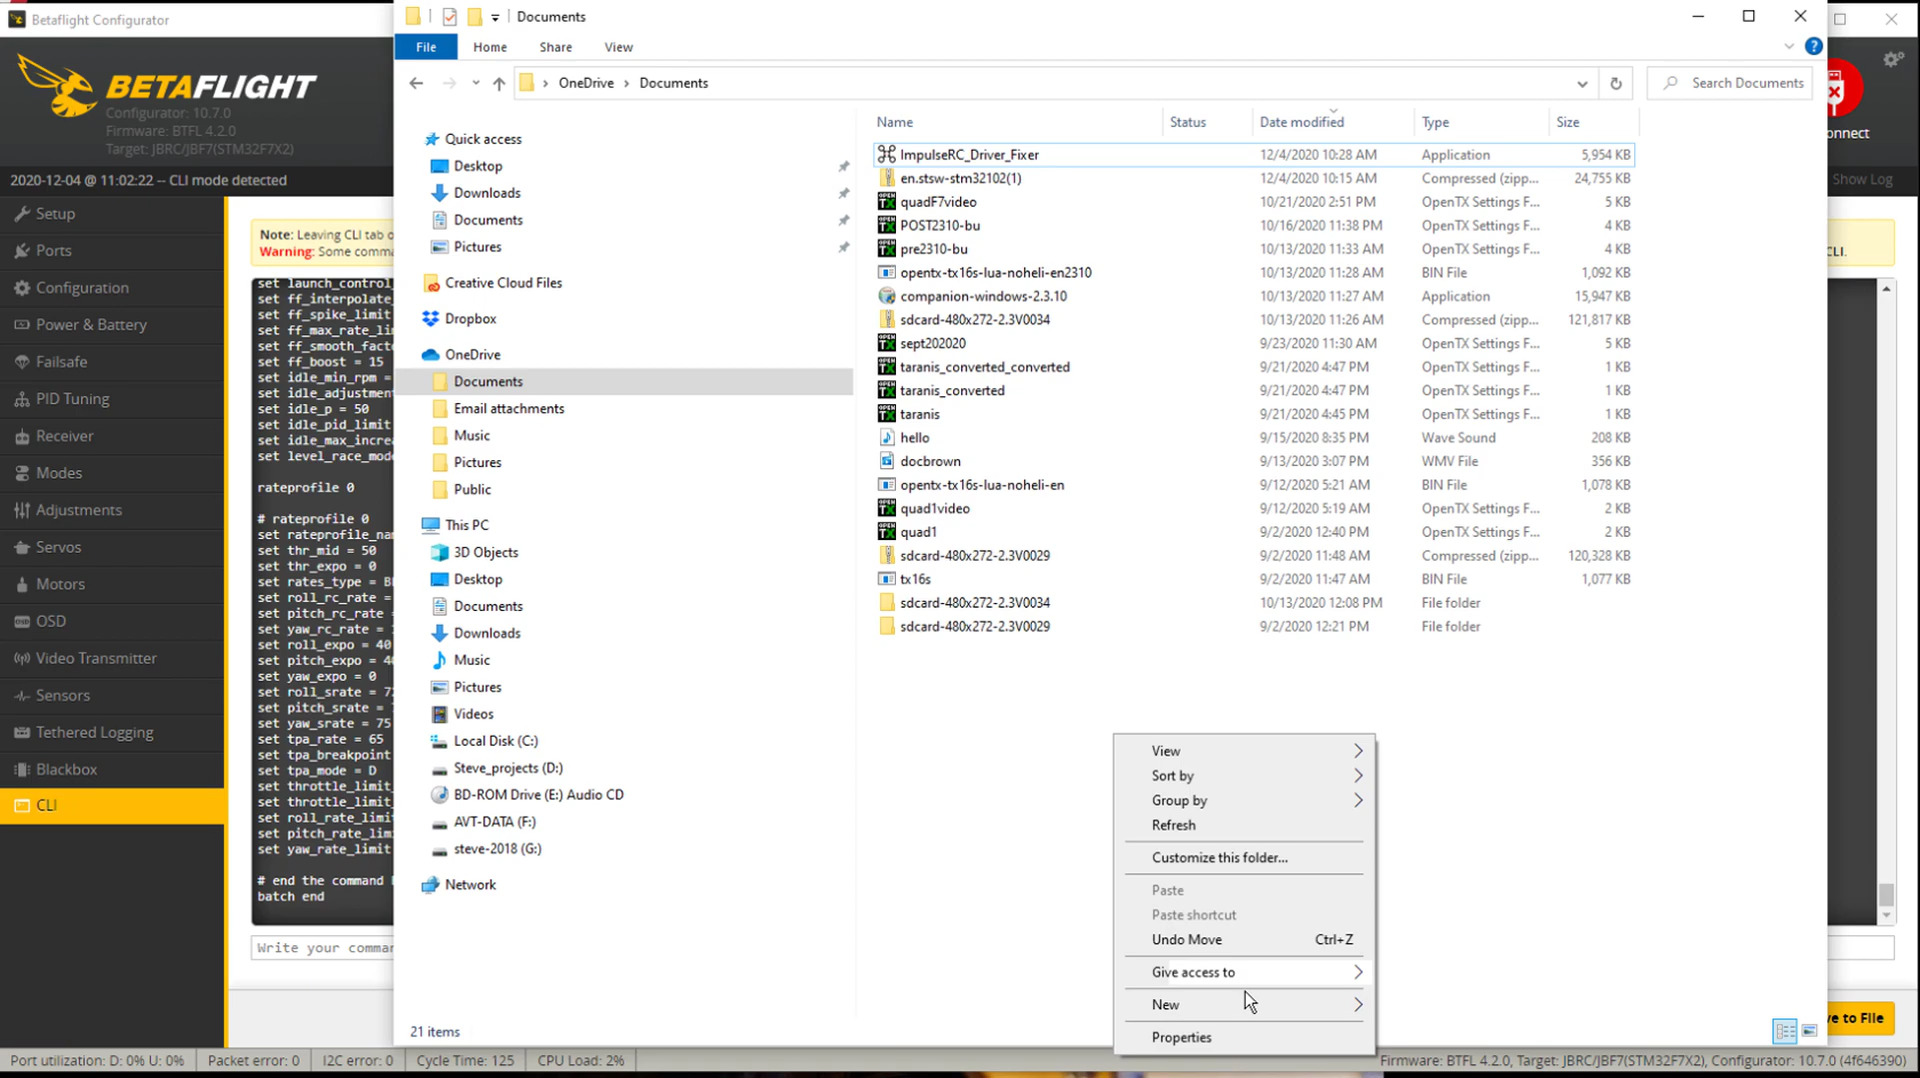 Betaflight Configurator
BETAFLIGHT
Configurator: 10.7.0
Firmware: BTFL 4.2.0
Target: JBRC/JBF7(STM32F7X2)
2020-12-04 @ 11:02:22 -- CLI mode detected
Show Log
onnect
Setup
Ports
Configuration
Power & Battery
Failsafe
PID Tuning
Receiver
Modes
Adjustments
Servos
Motors
OSD
Video Transmitter
Sensors
Tethered Logging
Blackbox
CLI
Note: Leaving CLI tab o
Warning: Some comma
CLI.
set launch_control_
set ff_interpolate_
set ff_spike_limit
set ff_max_rate_lim
set ff_smooth_facto
set ff_boost = 15
set idle_min_rpm =
set idle_adjustment
set idle_p = 50
set idle_pid_limit
set idle_max_increa
set level_race_mode
rateprofile 0
# rateprofile 0
set rateprofile_nam
set thr_mid = 50
set thr_expo = 0
set rates_type = BE
set roll_rc_rate =
set pitch_rc_rate =
set yaw_rc_rate =
set roll_expo = 40
set pitch_expo = 40
set yaw_expo = 0
set roll_srate = 72
set pitch_srate =
set yaw_srate = 75
set tpa_rate = 65
set tpa_breakpoint
set tpa_mode = D
set throttle_limit_
set throttle_limit_
set roll_rate_limit
set pitch_rate_limi
set yaw_rate_limit
# end the command
batch end
Write your comman
ve to File
Documents
File Home Share View
OneDrive > Documents
Search Documents
Quick access
Desktop
Downloads
Documents
Pictures
Creative Cloud Files
Dropbox
OneDrive
Documents
Email attachments
Music
Pictures
Public
This PC
3D Objects
Desktop
Documents
Downloads
Music
Pictures
Videos
Local Disk (C:)
Steve_projects (D:)
BD-ROM Drive (E:) Audio CD
AVT-DATA (F:)
steve-2018 (G:)
Network
Name Status Date modified Type Size
ImpulseRC_Driver_Fixer 12/4/2020 10:28 AM Application 5,954 KB
en.stsw-stm32102(1) 12/4/2020 10:15 AM Compressed (zipp... 24,755 KB
quadF7video 10/21/2020 2:51 PM OpenTX Settings F... 5 KB
POST2310-bu 10/16/2020 11:38 PM OpenTX Settings F... 4 KB
pre2310-bu 10/13/2020 11:33 AM OpenTX Settings F... 4 KB
opentx-tx16s-lua-noheli-en2310 10/13/2020 11:28 AM BIN File 1,092 KB
companion-windows-2.3.10 10/13/2020 11:27 AM Application 15,947 KB
sdcard-480x272-2.3V0034 10/13/2020 11:26 AM Compressed (zipp... 121,817 KB
sept202020 9/23/2020 11:30 AM OpenTX Settings F... 5 KB
taranis_converted_converted 9/21/2020 4:47 PM OpenTX Settings F... 1 KB
taranis_converted 9/21/2020 4:47 PM OpenTX Settings F... 1 KB
taranis 9/21/2020 4:45 PM OpenTX Settings F... 1 KB
hello 9/15/2020 8:35 PM Wave Sound 208 KB
docbrown 9/13/2020 3:07 PM WMV File 356 KB
opentx-tx16s-lua-noheli-en 9/12/2020 5:21 AM BIN File 1,078 KB
quad1video 9/12/2020 5:19 AM OpenTX Settings F... 2 KB
quad1 9/2/2020 12:40 PM OpenTX Settings F... 2 KB
sdcard-480x272-2.3V0029 9/2/2020 11:48 AM Compressed (zipp... 120,328 KB
tx16s 9/2/2020 11:47 AM BIN File 1,077 KB
sdcard-480x272-2.3V0034 10/13/2020 12:08 PM File folder
sdcard-480x272-2.3V0029 9/2/2020 12:21 PM File folder
View
Sort by
Group by
Refresh
Customize this folder...
Paste
Paste shortcut
Undo Move Ctrl+Z
Give access to
New
Properties
21 items
Port utilization: D: 0% U: 0% Packet error: 0 I2C error: 0 Cycle Time: 125 CPU Load: 2% Firmware: BTFL 4.2.0, Target: JBRC/JBF7(STM32F7X2), Configurator: 10.7.0 (4f646390)